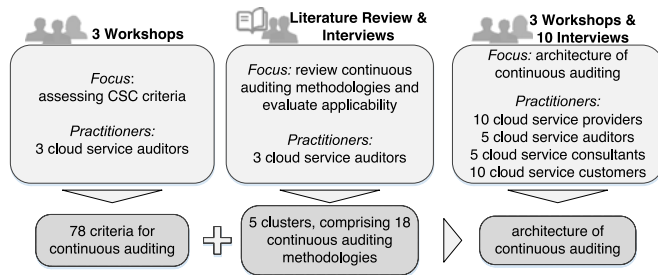 3 Workshops
Focus:
assessing CSC criteria
Practitioners:
3 cloud service auditors
78 criteria for
continuous auditing
Literature Review &
Interviews
Focus: review continuous
auditing methodologies and
evaluate applicability
Practitioners:
3 cloud service auditors
5 clusters, comprising 18
continuous auditing
methodologies
3 Workshops &
10 Interviews
Focus: architecture of
continuous auditing
Practitioners:
10 cloud service providers
5 cloud service auditors
5 cloud service consultants
10 cloud service customers
architecture of
continuous auditing